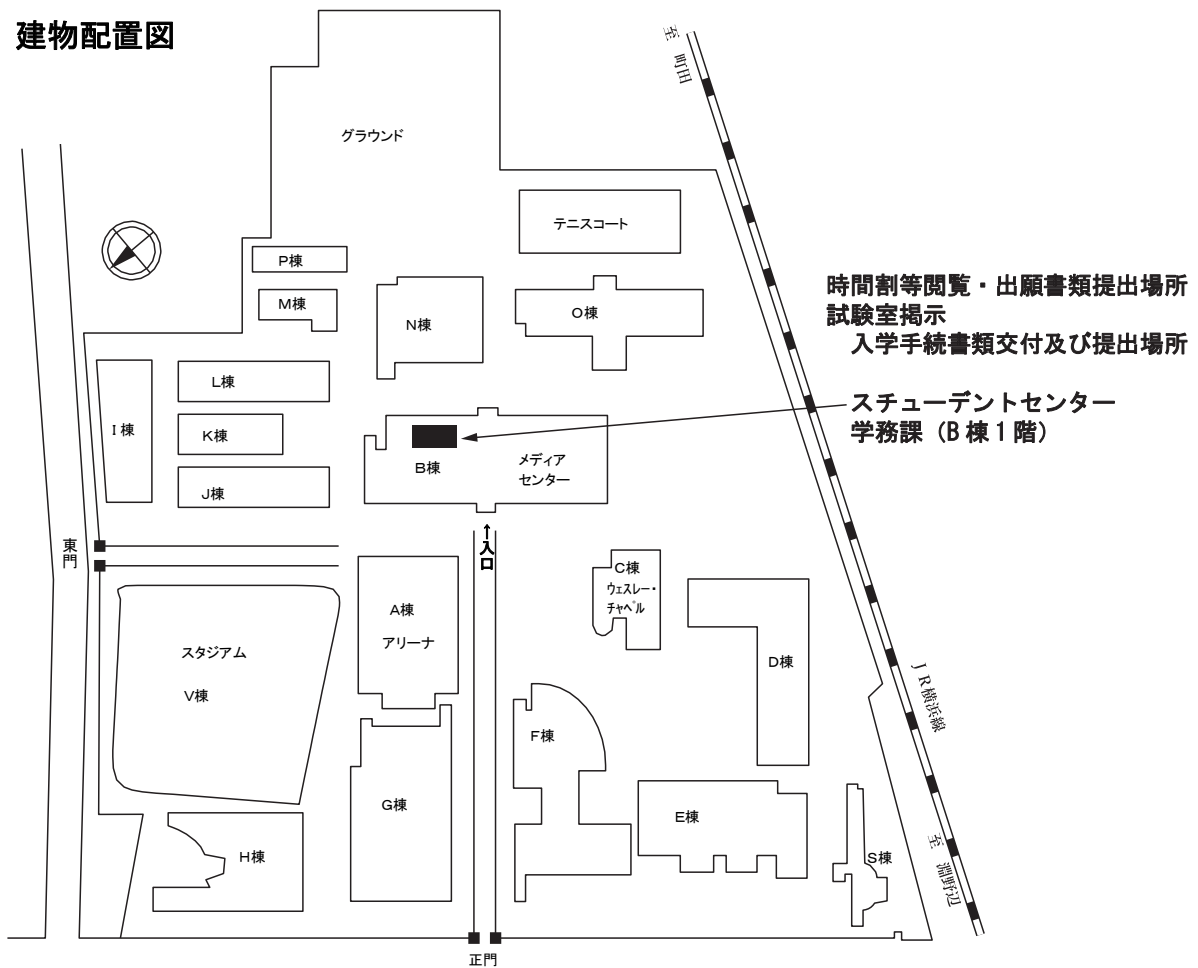 建物配置図
至 町田
グラウンド
テニスコート
P棟
M棟
N棟
O棟
時間割等閲覧・出願書類提出場所
試験室掲示
入学手続書類交付及び提出場所
L棟
I棟
K棟
J棟
B棟
メディア
センター
スチューデントセンター
学務課（B棟1階）
東門
↑入口
A棟
アリーナ
C棟
ウェスレー・
チャペル
D棟
スタジアム
V棟
JR横浜線
F棟
G棟
E棟
H棟
S棟
至 淵野辺
正門